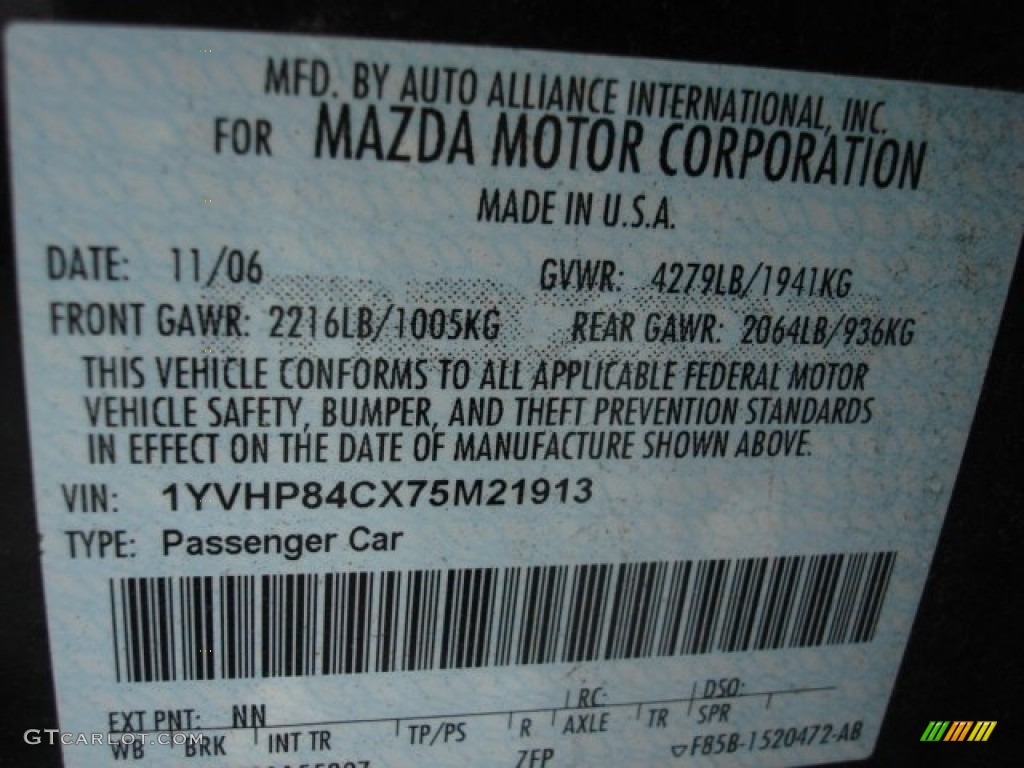 MFD. BY AUTO ALLIANCE INTERNATIONAL, INC.
FOR MAZDA MOTOR CORPORATION
MADE IN U.S.A.
DATE: 11/06 GVWR: 4279LB/1941KG
FRONT GAWR: 2216LB/1005KG REAR GAWR: 2064LB/936KG
THIS VEHICLE CONFORMS TO ALL APPLICABLE FEDERAL MOTOR
VEHICLE SAFETY, BUMPER, AND THEFT PREVENTION STANDARDS
IN EFFECT ON THE DATE OF MANUFACTURE SHOWN ABOVE.
VIN: 1YVHP84CX75M21913
TYPE: Passenger Car
EXT PNT: NN RC: DSO:
WB BRK INT TR TP/PS R AXLE TR SPR
7FP F85B-1520472-AB
GTcarlot.com